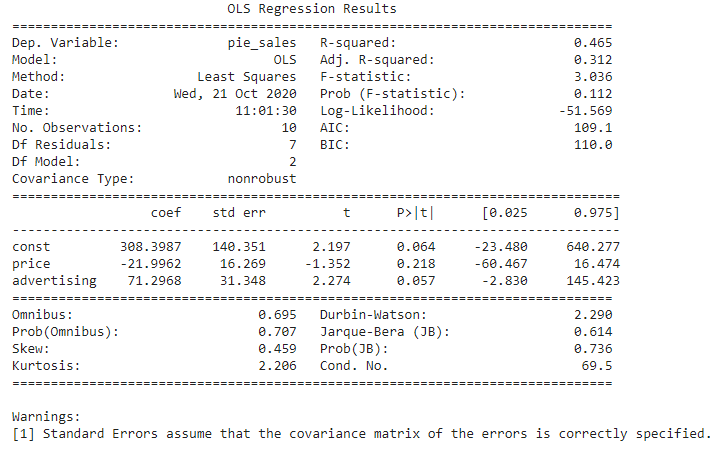 OLS Regression Results
==============================================================================
Dep. Variable:              pie_sales   R-squared:                       0.465
Model:                            OLS   Adj. R-squared:                  0.312
Method:                 Least Squares   F-statistic:                     3.036
Date:                Wed, 21 Oct 2020   Prob (F-statistic):              0.112
Time:                        11:01:30   Log-Likelihood:                -51.569
No. Observations:                  10   AIC:                             109.1
Df Residuals:                       7   BIC:                             110.0
Df Model:                           2
Covariance Type:            nonrobust
===============================================================================
                  coef    std err          t      P>|t|      [0.025      0.975]
-------------------------------------------------------------------------------
const         308.3987    140.351      2.197      0.064     -23.480     640.277
price         -21.9962     16.269     -1.352      0.218     -60.467      16.474
advertising    71.2968     31.348      2.274      0.057      -2.830     145.423
==============================================================================
Omnibus:                        0.695   Durbin-Watson:                   2.290
Prob(Omnibus):                  0.707   Jarque-Bera (JB):                0.614
Skew:                           0.459   Prob(JB):                        0.736
Kurtosis:                       2.206   Cond. No.                         69.5
==============================================================================
Warnings:
[1] Standard Errors assume that the covariance matrix of the errors is correctly specified.